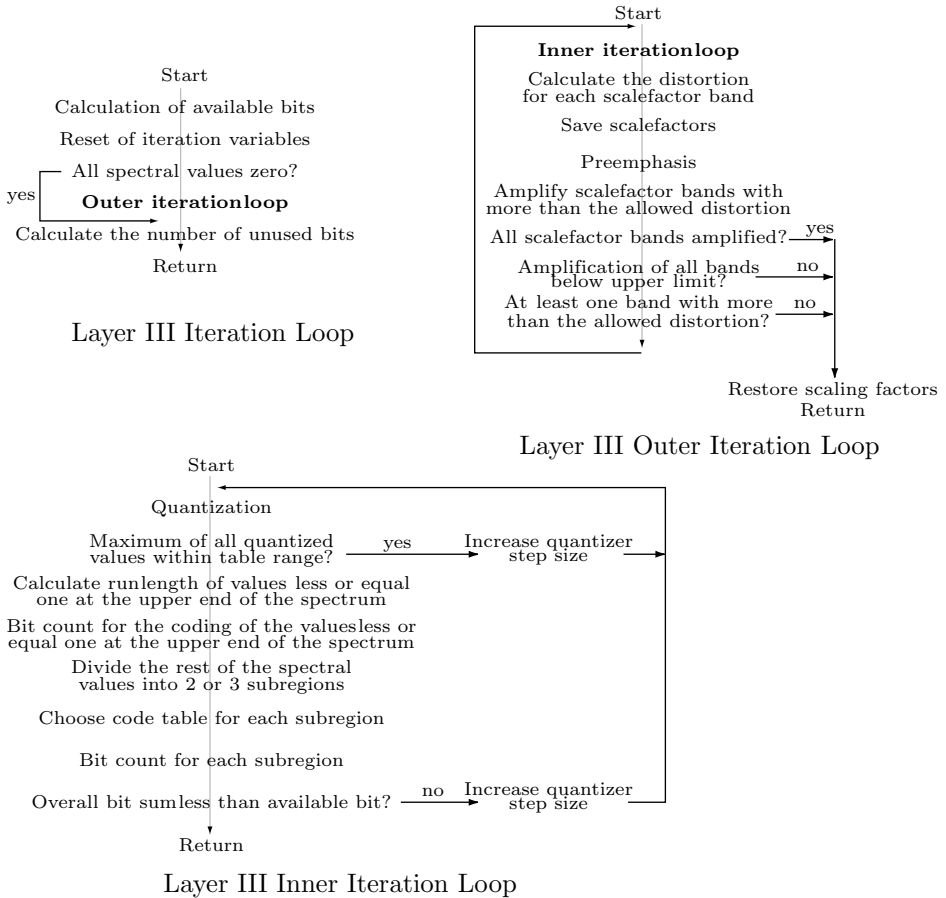 Start
Calculation of available bits
Reset of iteration variables
All spectral values zero?
yes
Outer iterationloop
Calculate the number of unused bits
Return
Layer III Iteration Loop
Start
Inner iterationloop
Calculate the distortion
for each scalefactor band
Save scalefactors
Preemphasis
Amplify scalefactor bands with
more than the allowed distortion
All scalefactor bands amplified?
yes
Amplification of all bands
below upper limit?
no
At least one band with more
than the allowed distortion?
no
Restore scaling factors
Return
Layer III Outer Iteration Loop
Start
Quantization
Maximum of all quantized
values within table range?
yes
Increase quantizer
step size
Calculate runlength of values less or equal
one at the upper end of the spectrum
Bit count for the coding of the valuesless or
equal one at the upper end of the spectrum
Divide the rest of the spectral
values into 2 or 3 subregions
Choose code table for each subregion
Bit count for each subregion
Overall bit sumless than available bit?
no
Increase quantizer
step size
Return
Layer III Inner Iteration Loop